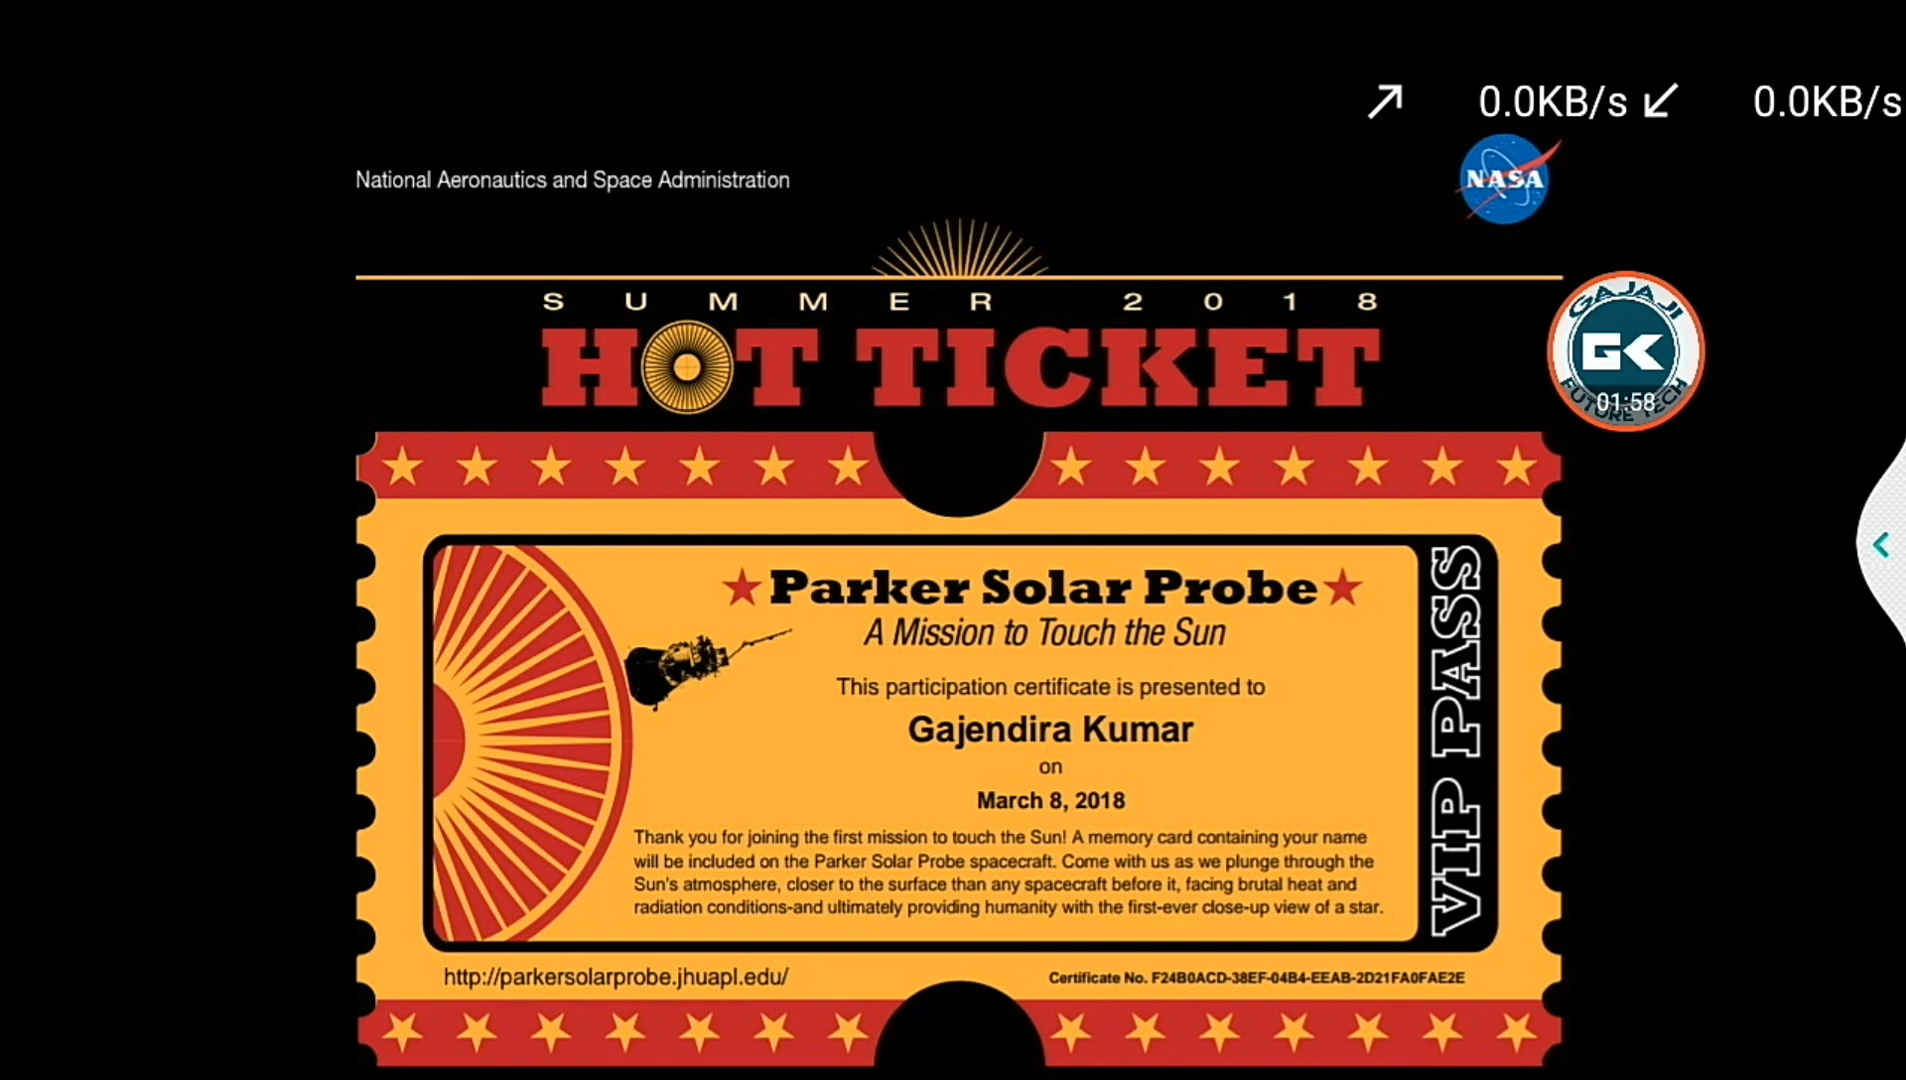 0.0KB/s 0.0KB/s
National Aeronautics and Space Administration
NASA
SUMMER 2018
HOT TICKET
GAJAJI
GK
01:58
FUTURE TECH
Parker Solar Probe
A Mission to Touch the Sun
This participation certificate is presented to
Gajendira Kumar
on
March 8, 2018
Thank you for joining the first mission to touch the Sun! A memory card containing your name
will be included on the Parker Solar Probe spacecraft. Come with us as we plunge through the
Sun's atmosphere, closer to the surface than any spacecraft before it, facing brutal heat and
radiation conditions-and ultimately providing humanity with the first-ever close-up view of a star.
VIP PASS
http://parkersolarprobe.jhuapl.edu/
Certificate No. F24B0ACD-38EF-04B4-EEAB-2D21FA0FAE2E